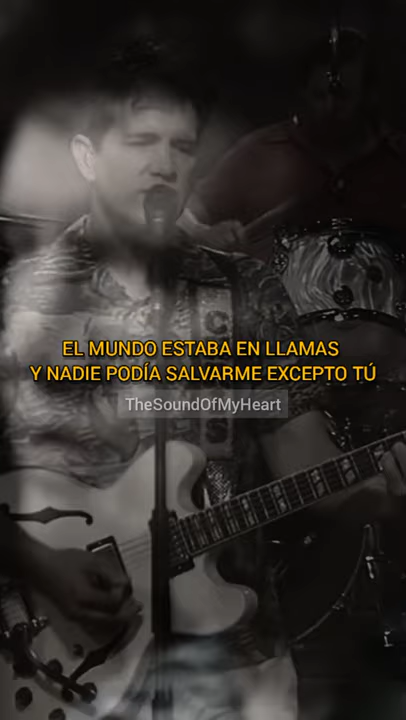 EL MUNDO ESTABA EN LLAMAS
Y NADIE PODÍA SALVARME EXCEPTO TÚ
TheSoundOfMyHeart